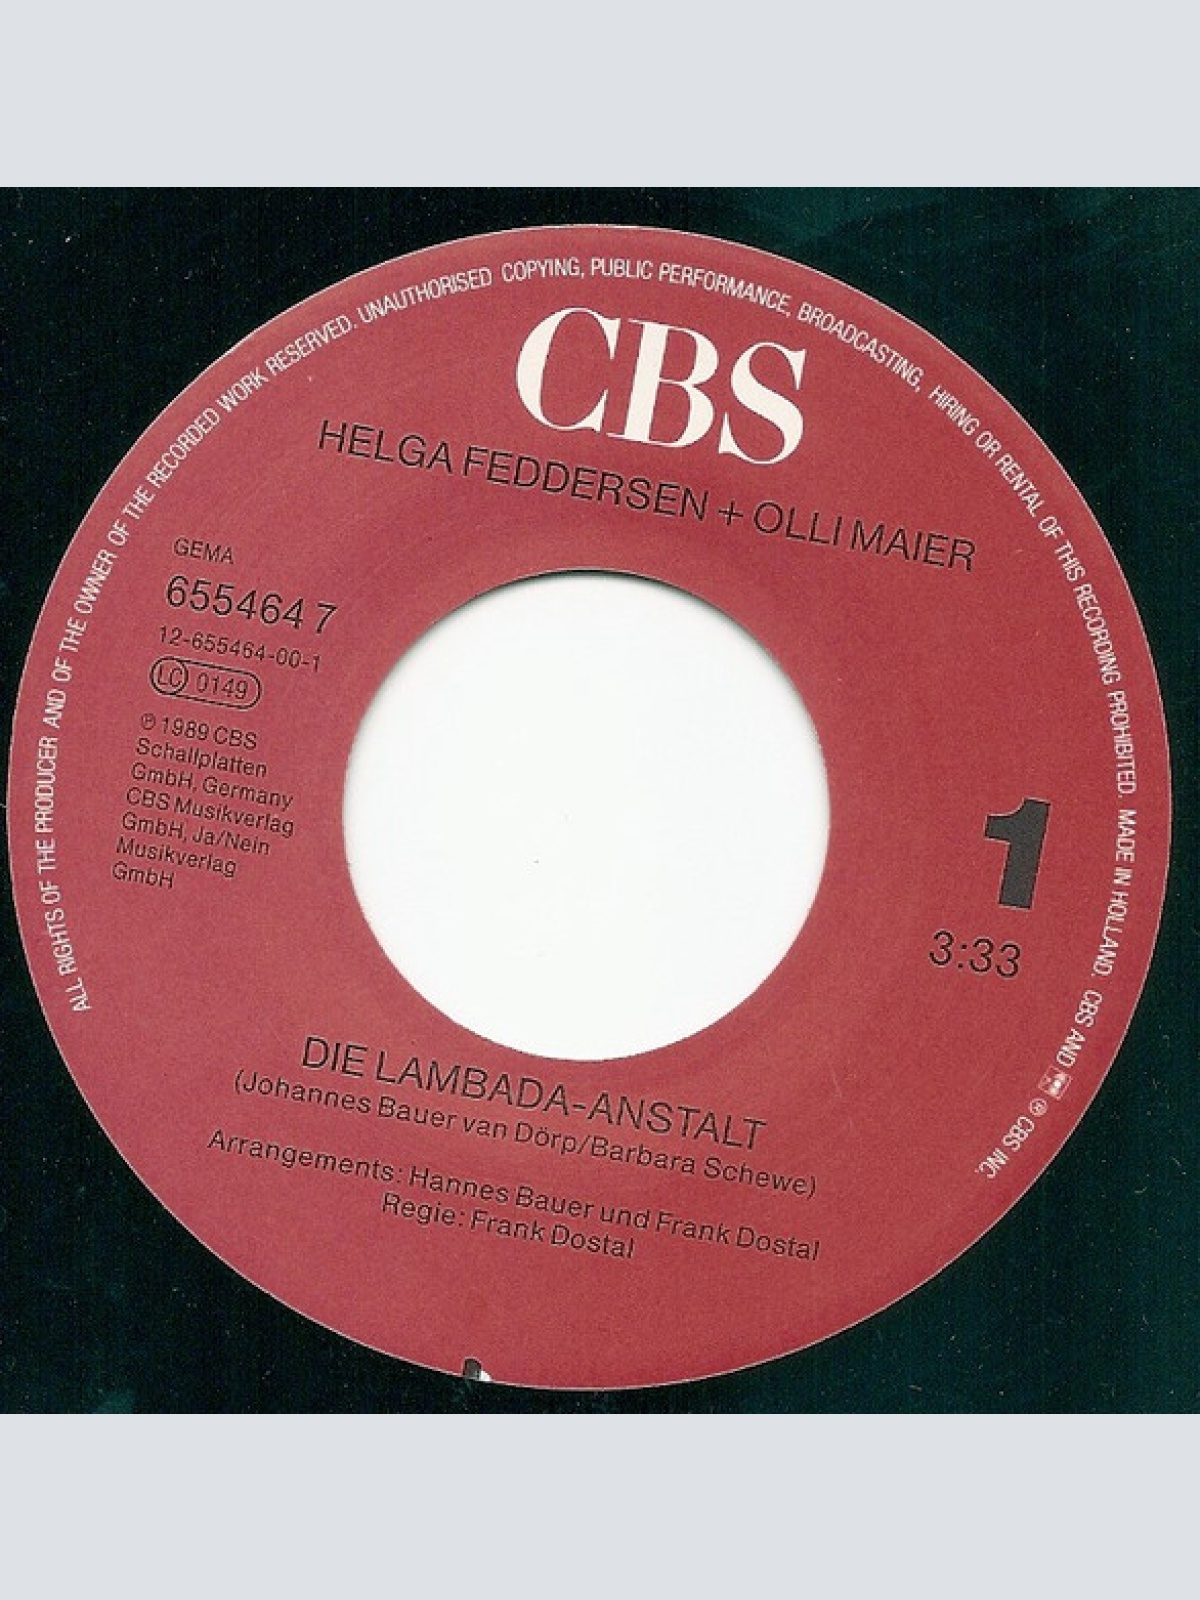 ALL RIGHTS OF THE PRODUCER AND OF THE OWNER OF THE RECORDED WORK RESERVED. UNAUTHORISED COPYING, PUBLIC PERFORMANCE, BROADCASTING, HIRING OR RENTAL OF THIS RECORDING PROHIBITED. MADE IN HOLLAND. CBS AND ® CBS INC.
CBS
HELGA FEDDERSEN + OLLI MAIER
GEMA
655464 7
12-655464-00-1
LC 0149
℗ 1989 CBS
Schallplatten
GmbH, Germany
CBS Musikverlag
GmbH, Ja/Nein
Musikverlag
GmbH
1
3:33
DIE LAMBADA-ANSTALT
(Johannes Bauer van Dörp/Barbara Schewe)
Arrangements: Hannes Bauer und Frank Dostal
Regie: Frank Dostal